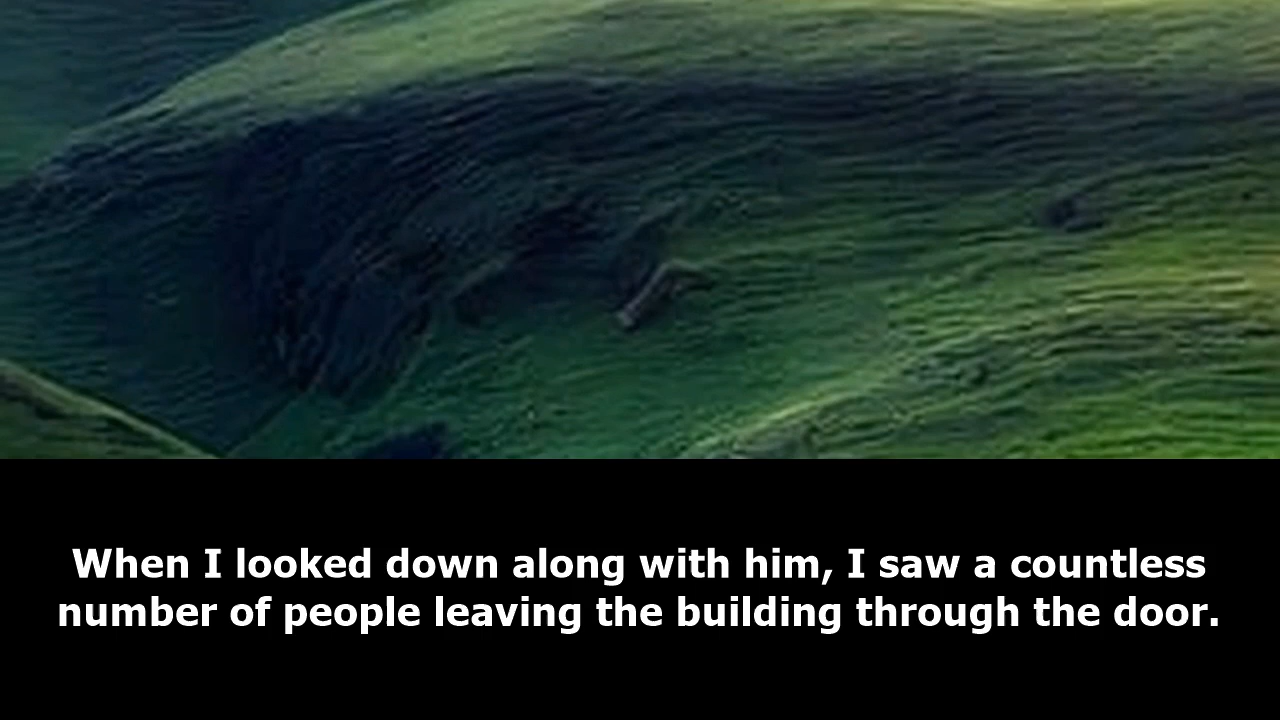 When I looked down along with him, I saw a countless
number of people leaving the building through the door.